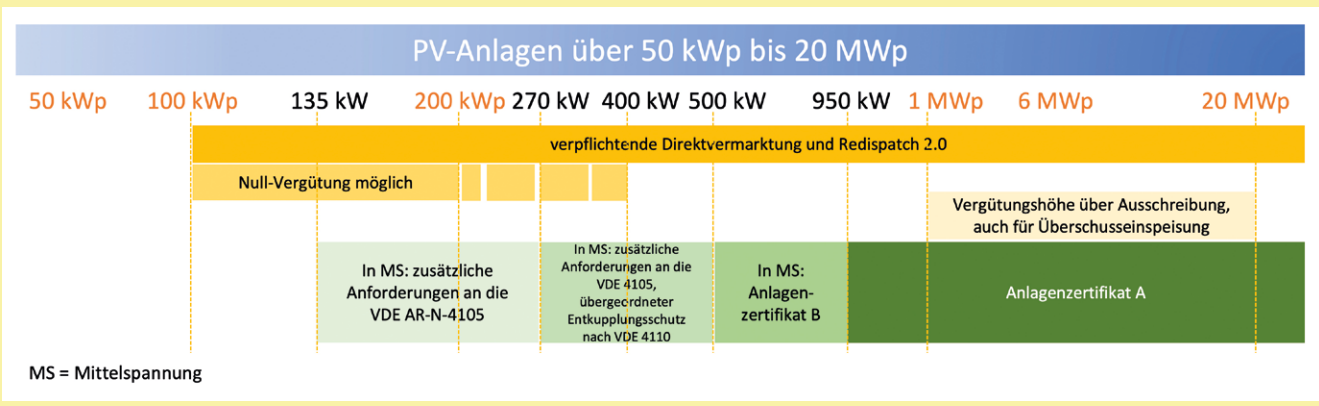 PV-Anlagen über 50 kWp bis 20 MWp
50 kWp 100 kWp 135 kW 200 kWp 270 kW 400 kW 500 kW 950 kW 1 MWp 6 MWp 20 MWp
verpflichtende Direktvermarktung und Redispatch 2.0
Null-Vergütung möglich
Vergütungshöhe über Ausschreibung,
auch für Überschusseinspeisung
In MS: zusätzliche
Anforderungen an die
VDE AR-N-4105
In MS: zusätzliche
Anforderungen an die
VDE 4105,
übergeordneter
Entkupplungsschutz
nach VDE 4110
In MS:
Anlagen-
zertifikat B
Anlagenzertifikat A
MS = Mittelspannung